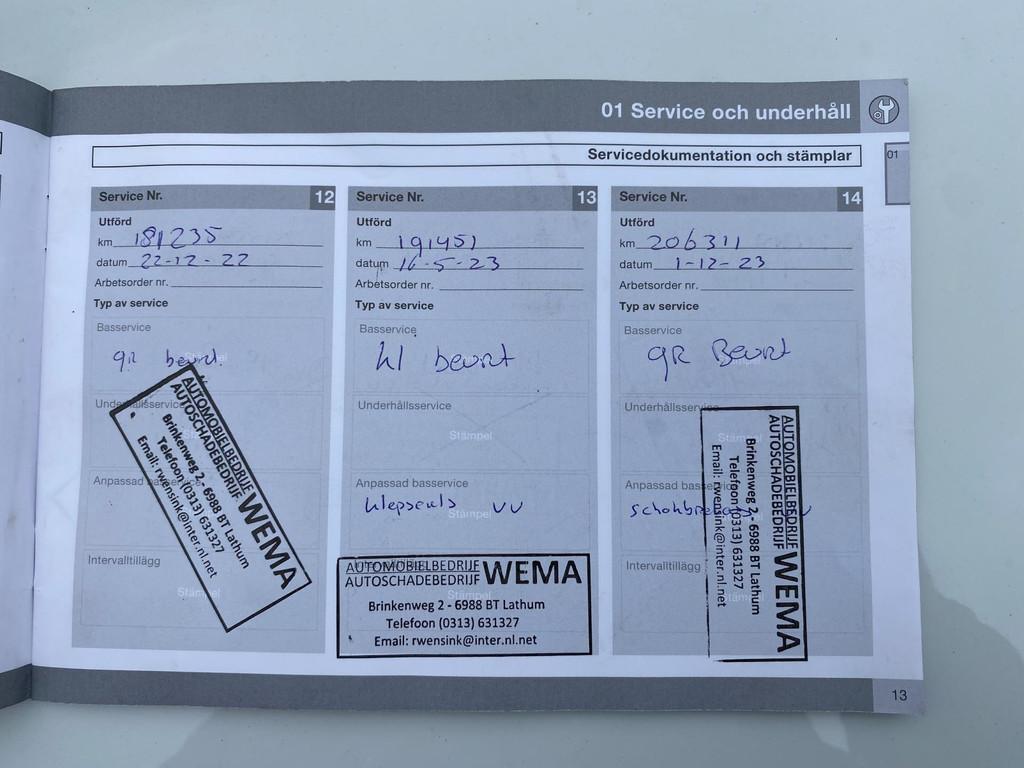 01 Service och underhåll
Servicedokumentation och stämplar
01
Service Nr. 12
Utförd
km 181235
datum 22-12-22
Arbetsorder nr.
Typ av service
Basservice
gr beurt
Underhållsservice
Anpassad basservice
Intervalltillägg
Stämpel
AUTOMOBIELBEDRIJF
AUTOSCHADEBEDRIJF WEMA
Brinkenweg 2 - 6988 BT Lathum
Telefoon (0313) 631327
Email: rwensink@inter.nl.net
Service Nr. 13
Utförd
km 191451
datum 16-5-23
Arbetsorder nr.
Typ av service
Basservice
kl beurt
Underhållsservice
Stämpel
Anpassad basservice
klepseals vv
Stämpel
AUTOMOBIELBEDRIJF
AUTOSCHADEBEDRIJF WEMA
Brinkenweg 2 - 6988 BT Lathum
Telefoon (0313) 631327
Email: rwensink@inter.nl.net
Service Nr. 14
Utförd
km 206311
datum 1-12-23
Arbetsorder nr.
Typ av service
Basservice
gr Beurt
Underhållsservice
Stämpel
Anpassad basservice
Intervalltillägg
Stämpel
AUTOMOBIELBEDRIJF
AUTOSCHADEBEDRIJF WEMA
Brinkenweg 2 - 6988 BT Lathum
Telefoon (0313) 631327
Email: rwensink@inter.nl.net
13